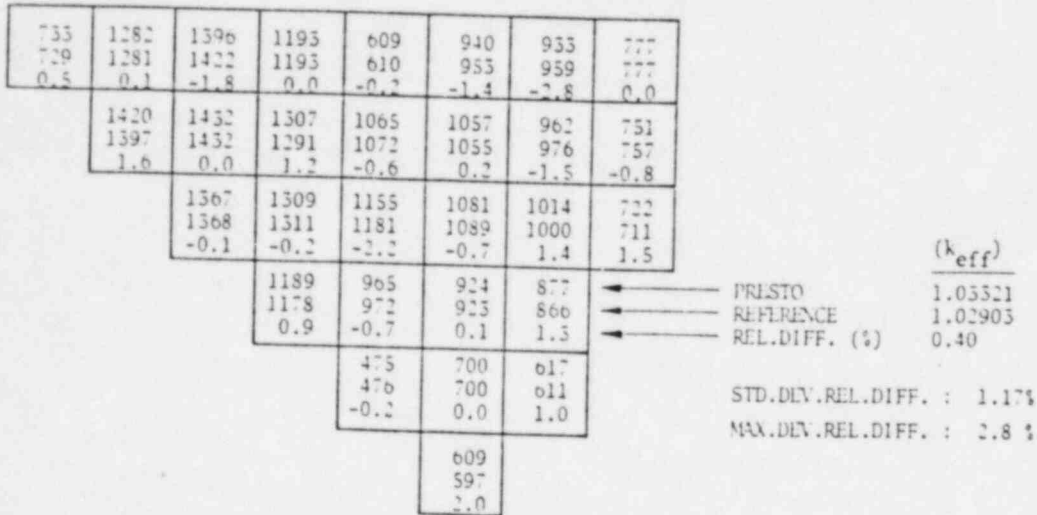 733 1282 1396 1193 609 940 933 777
729 1281 1422 1193 610 953 959 777
0.5 0.1 -1.8 0.0 -0.2 -1.4 -2.8 0.0
1420 1432 1307 1065 1057 962 751
1397 1432 1291 1072 1055 976 757
1.6 0.0 1.2 -0.6 0.2 -1.5 -0.8
1367 1309 1155 1081 1014 722
1368 1311 1181 1089 1000 711
-0.1 -0.2 -2.2 -0.7 1.4 1.5
(keff)
1189 965 924 877 PRESTO 1.03321
1178 972 923 866 REFERENCE 1.02903
0.9 -0.7 0.1 1.3 REL.DIFF. (%) 0.40
475 700 617
476 700 611 STD.DEV.REL.DIFF. : 1.17%
-0.2 0.0 1.0 MAX.DEV.REL.DIFF. : 2.8 %
609
597
2.0